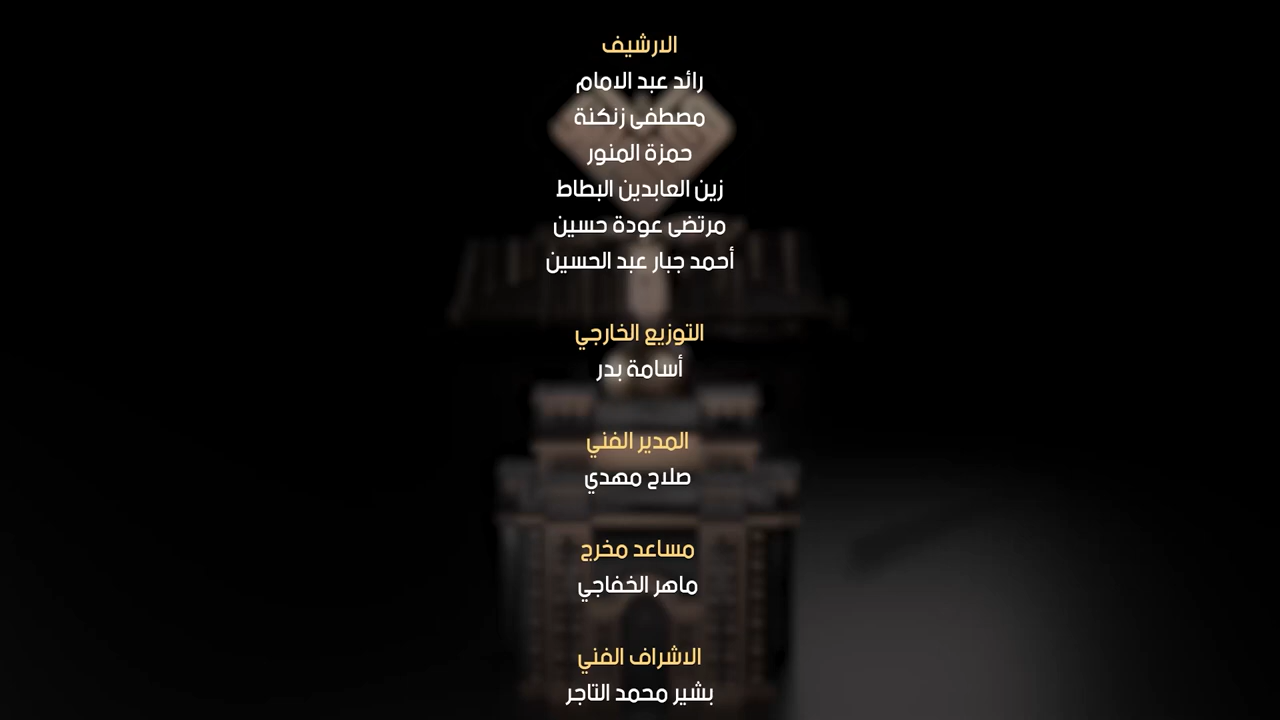 الارشيف
رائد عبد الامام
مصطفى زنكنة
حمزة المنور
زين العابدين البطاط
مرتضى عودة حسين
أحمد جبار عبد الحسين
التوزيع الخارجي
أسامة بدر
المدير الفني
صلاح مهدي
مساعد مخرج
ماهر الخفاجي
الاشراف الفني
بشير محمد التاجر